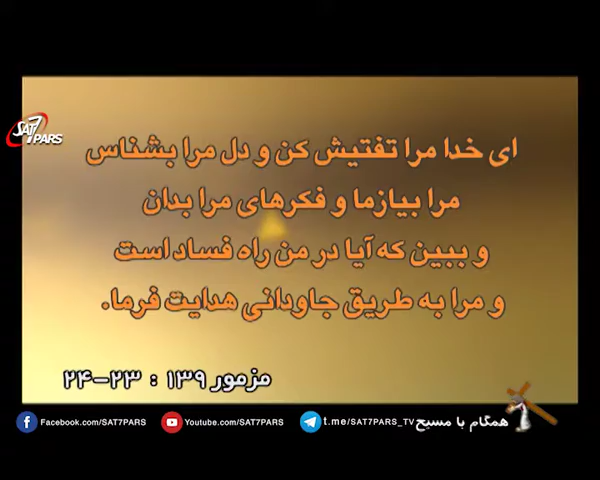 SAT7
PARS
ای خدا مرا تفتیش کن و دل مرا بشناس
مرا بیازما و فکرهای مرا بدان
و ببین که آیا در من راه فساد است
و مرا به طریق جاودانی هدایت فرما.
مزمور ۱۳۹ : ۲۳-۲۴
Facebook.com/SAT7PARS
Youtube.com/SAT7PARS
t.me/SAT7PARS_TV
همگام با مسیح